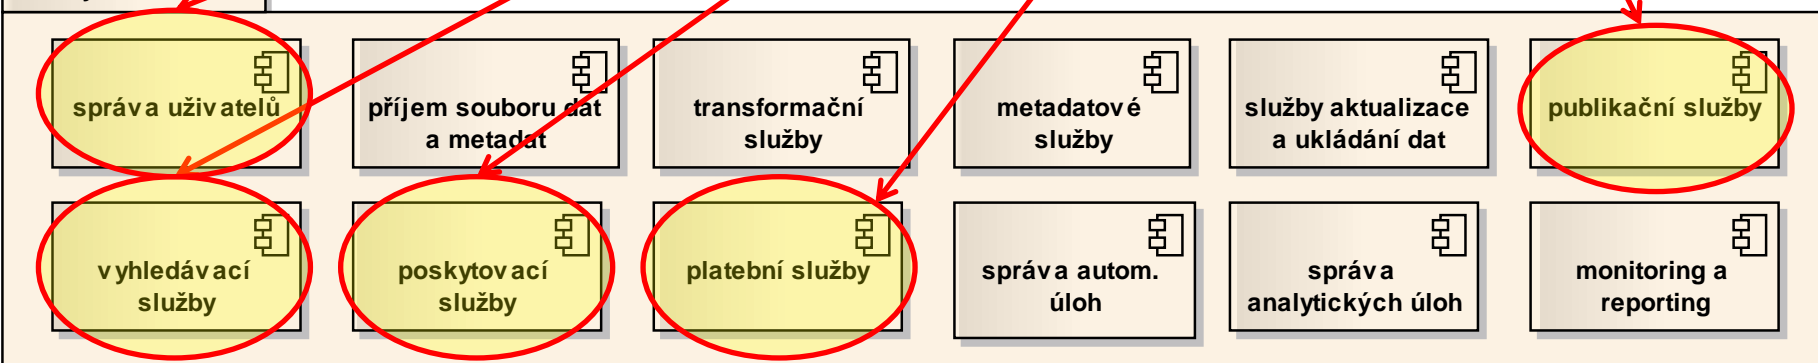 správa uživatelů
příjem souboru dat
a metadat
transformační
služby
metadatové
služby
služby aktualizace
a ukládání dat
publikační služby
vyhledávací
služby
poskytovací
služby
platební služby
správa autom.
úloh
správa
analytických úloh
monitoring a
reporting